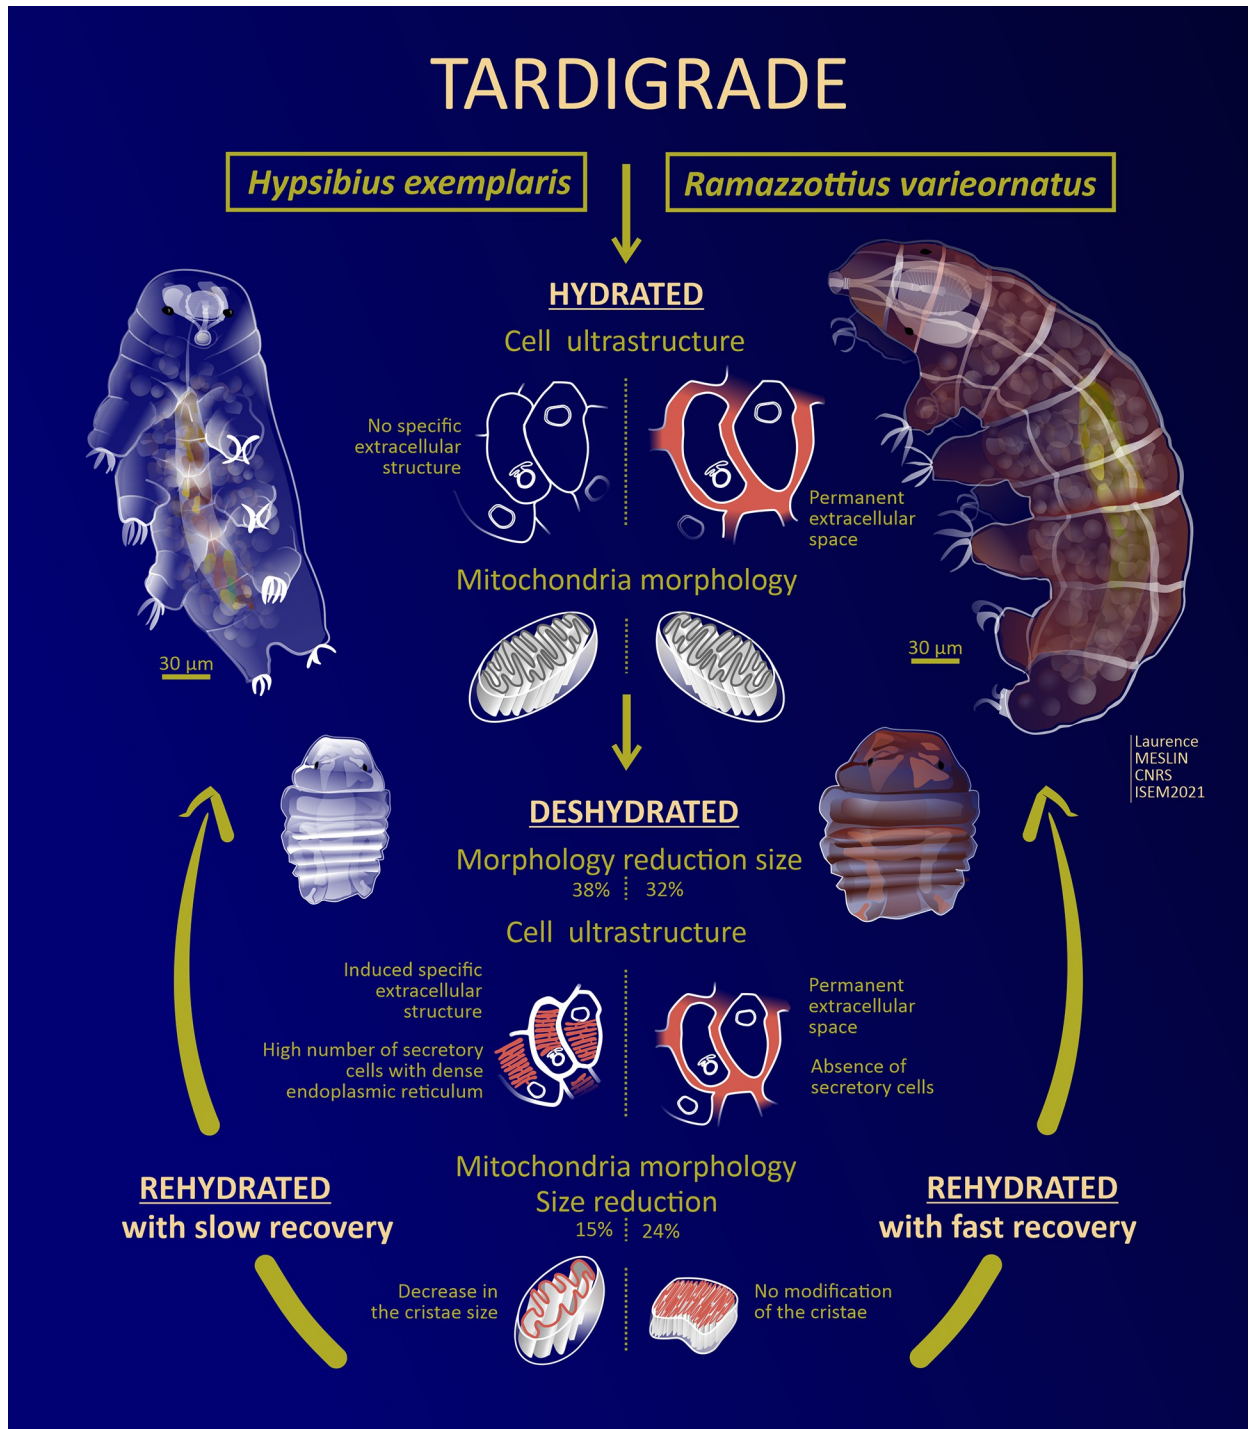 TARDIGRADE
Hypsibius exemplaris
Ramazzottius varieornatus
HYDRATED
Cell ultrastructure
No specific
extracellular
structure
Permanent
extracellular
space
Mitochondria morphology
30 µm
30 µm
Laurence
MESLIN
CNRS
ISEM2021
DESHYDRATED
Morphology reduction size
38% 32%
Cell ultrastructure
Induced specific
extracellular
structure
High number of secretory
cells with dense
endoplasmic reticulum
Permanent
extracellular
space
Absence of
secretory cells
Mitochondria morphology
Size reduction
15% 24%
REHYDRATED
with slow recovery
REHYDRATED
with fast recovery
Decrease in
the cristae size
No modification
of the cristae